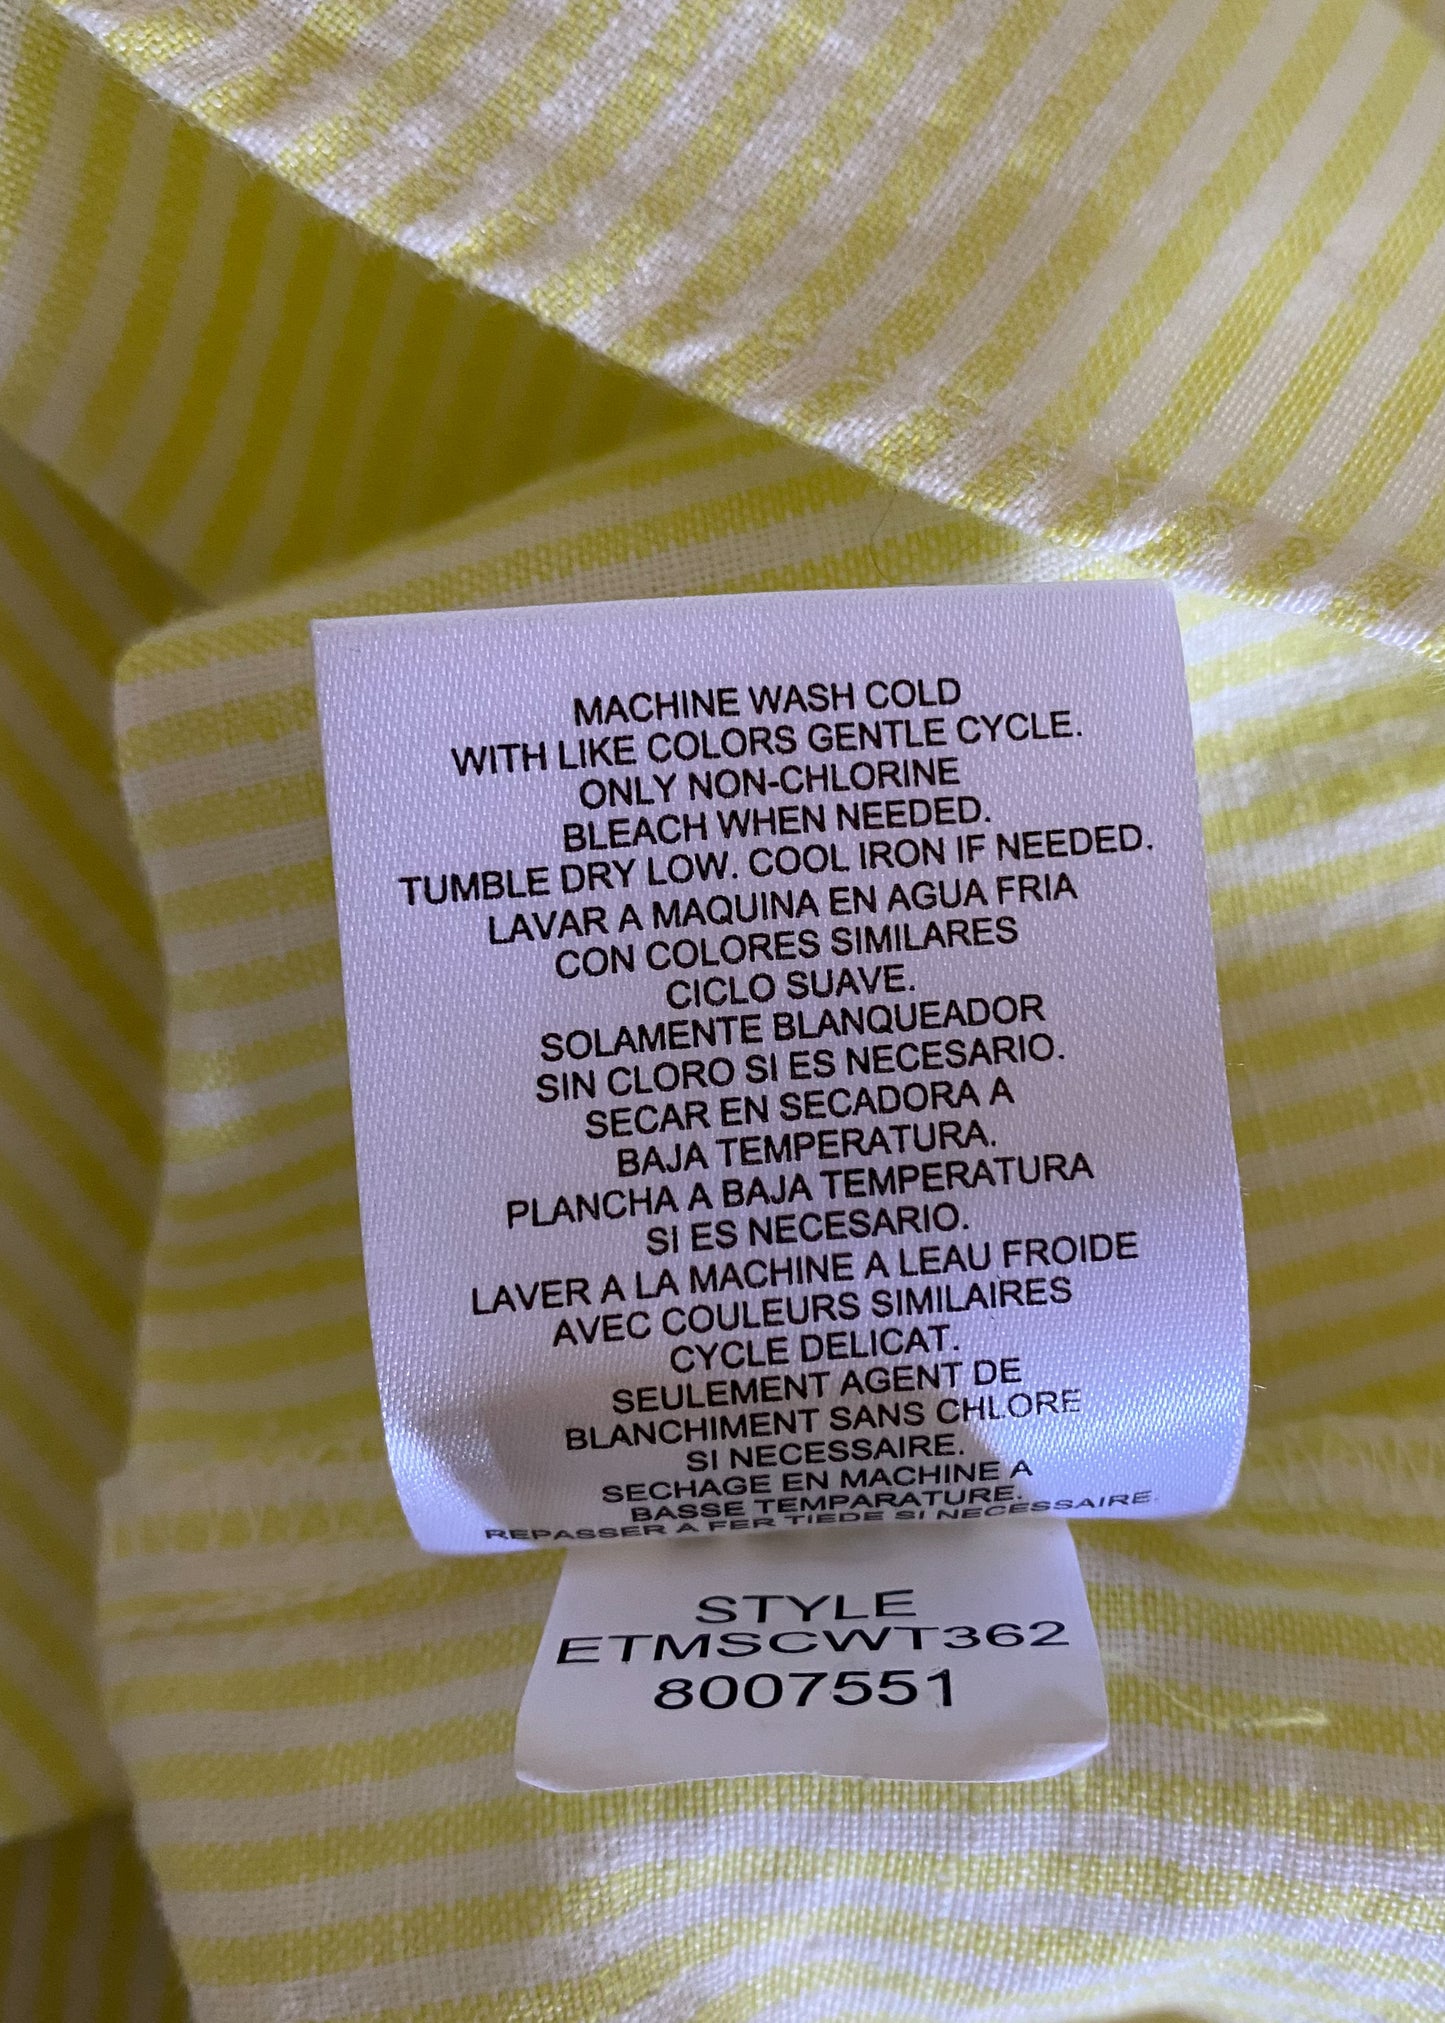 MACHINE WASH COLD
WITH LIKE COLORS GENTLE CYCLE.
ONLY NON-CHLORINE
BLEACH WHEN NEEDED.
TUMBLE DRY LOW. COOL IRON IF NEEDED.
LAVAR A MAQUINA EN AGUA FRIA
CON COLORES SIMILARES
CICLO SUAVE.
SOLAMENTE BLANQUEADOR
SIN CLORO SI ES NECESARIO.
SECAR EN SECADORA A
BAJA TEMPERATURA.
PLANCHA A BAJA TEMPERATURA
SI ES NECESARIO.
LAVER A LA MACHINE A LEAU FROIDE
AVEC COULEURS SIMILAIRES
CYCLE DELICAT.
SEULEMENT AGENT DE
BLANCHIMENT SANS CHLORE
SI NECESSAIRE.
SECHAGE EN MACHINE A
BASSE TEMPARATURE.
REPASSER A FER TIEDE SI NECESSAIRE.
STYLE
ETMSCWT362
8007551